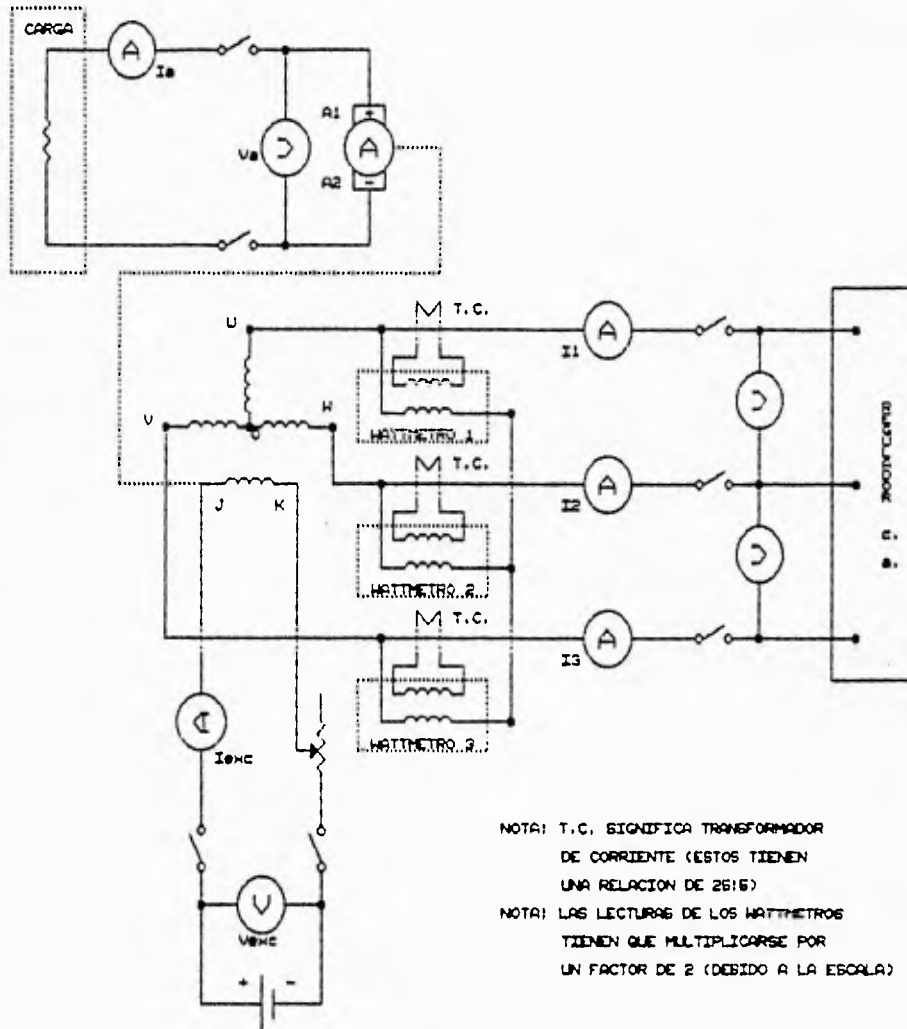 CARGA
A
Ia
Va
A1
+
A
A2
-
U
T.C.
A
I1
V
W
WATTMETRO 1
T.C.
A
I2
J K
WATTMETRO 2
T.C.
A
I3
WATTMETRO 3
Iexc
V
Vexc
+ -
NOTA: T.C. SIGNIFICA TRANSFORMADOR
DE CORRIENTE (ESTOS TIENEN
UNA RELACION DE 25:5)
NOTA: LAS LECTURAS DE LOS WATTMETROS
TIENEN QUE MULTIPLICARSE POR
UN FACTOR DE 2 (DEBIDO A LA ESCALA)